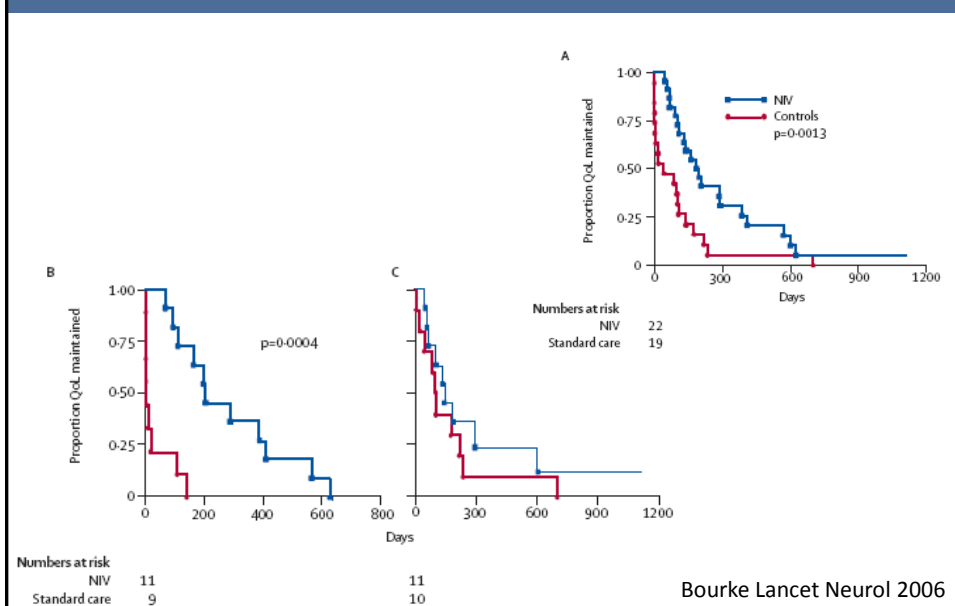 A
1·00
0·75
0·50
0·25
0
Proportion QoL maintained
NIV
Controls
p=0·0013
0 300 600 900 1200
Days
Numbers at risk
NIV 22
Standard care 19
B
1·00
0·75
0·50
0·25
0
Proportion QoL maintained
p=0·0004
0 200 400 600 800
C
0 300 600 900 1200
Days
Numbers at risk
NIV 11 11
Standard care 9 10
Bourke Lancet Neurol 2006